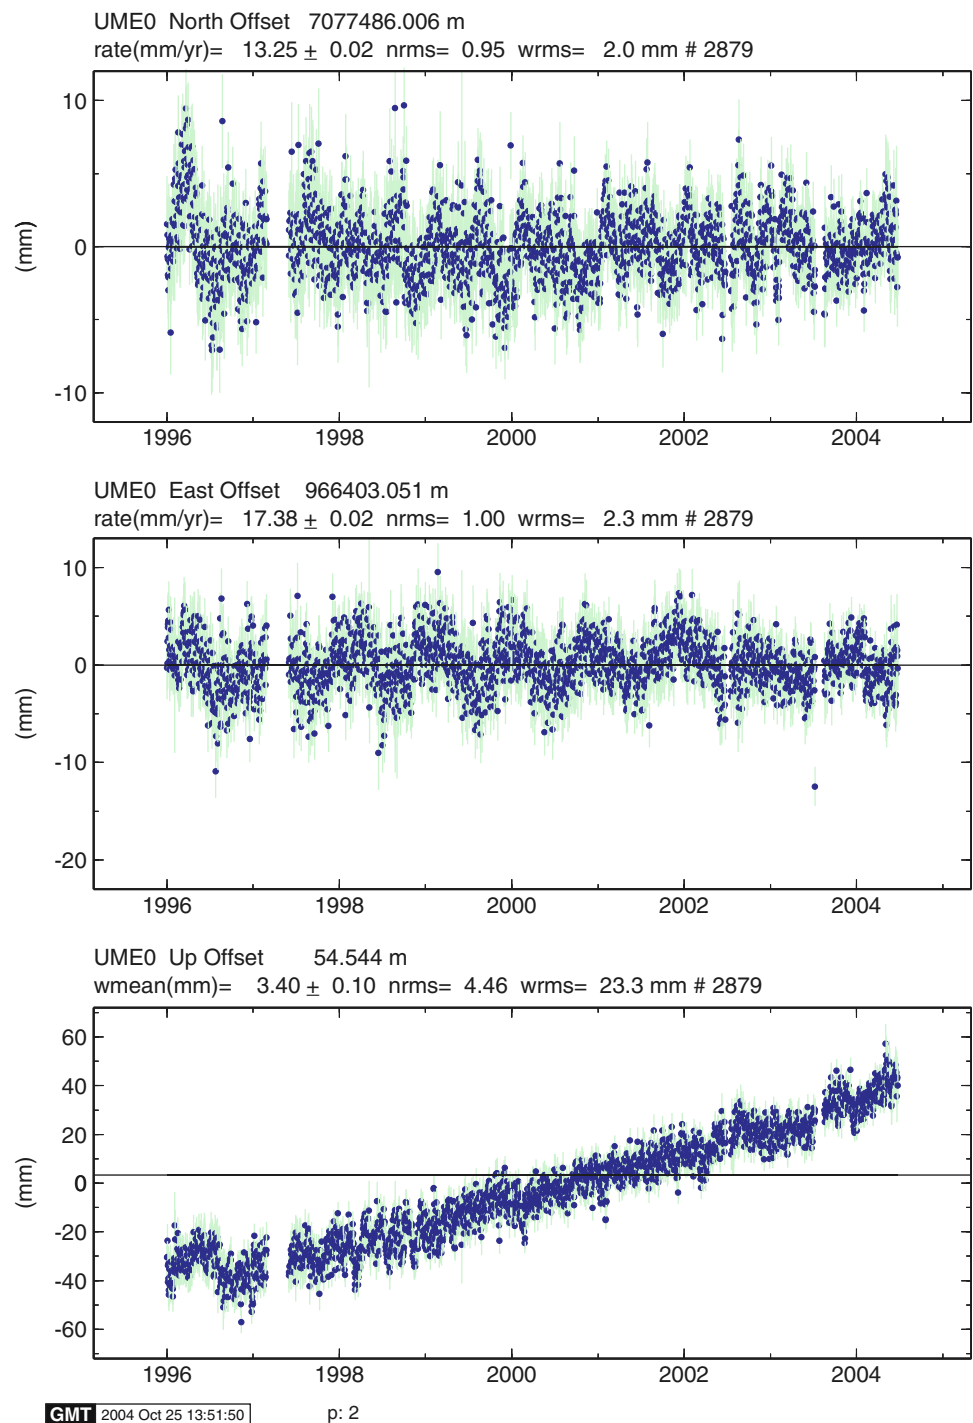 UME0 North Offset 7077486.006 m
rate(mm/yr)= 13.25 ± 0.02 nrms= 0.95 wrms= 2.0 mm # 2879
10
0
-10
(mm)
1996 1998 2000 2002 2004
UME0 East Offset 966403.051 m
rate(mm/yr)= 17.38 ± 0.02 nrms= 1.00 wrms= 2.3 mm # 2879
10
0
-10
-20
(mm)
1996 1998 2000 2002 2004
UME0 Up Offset 54.544 m
wmean(mm)= 3.40 ± 0.10 nrms= 4.46 wrms= 23.3 mm # 2879
60
40
20
0
-20
-40
-60
(mm)
1996 1998 2000 2002 2004
GMT 2004 Oct 25 13:51:50 p: 2